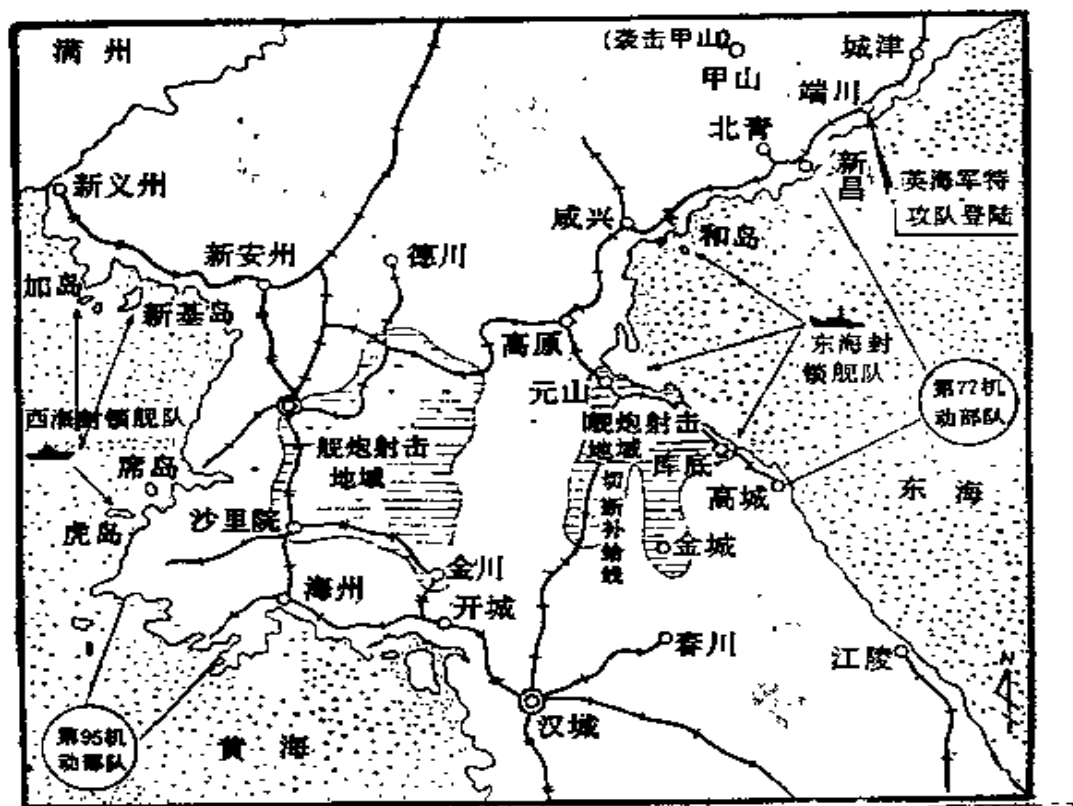 满州
(袭击甲山)
甲山
城津
端川
北青
新昌
英海军特
攻队登陆
新义州
咸兴
和岛
新安州
德川
加岛
新基岛
高原
东海封
锁舰队
元山
第77机
动部队
西海封锁舰队
舰炮射击
地域
舰炮射击
地域
库底
席岛
高城
东海
切断补给线
沙里院
虎岛
金城
金川
海州
开城
春川
江陵
N
汉城
第95机
动部队
黄海